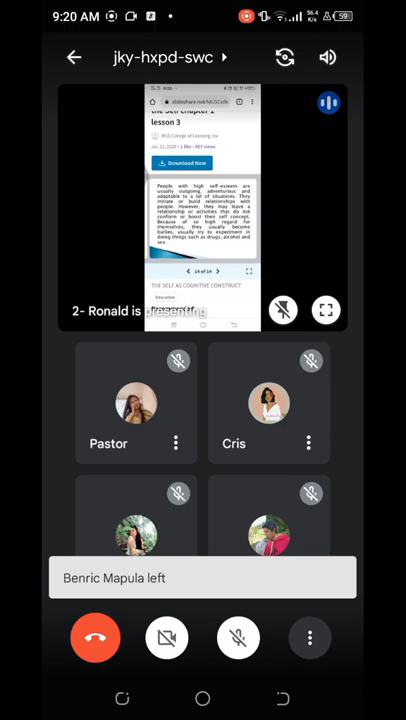 9:20 AM
56.4
K/s
59
jky-hxpd-swc
slideshare.net/MLGColle
the Self chapter 1
lesson 3
MLG College of Learning, Inc
Jul. 21, 2020 • 1 like • 907 views
Download Now
People with high self-esteem are
usually outgoing, adventurous and
adaptable to a lot of situations. They
initiate or build relationships with
people. However, they may leave a
relationship or activities that do not
conform or boost their self concept.
Because of so high regard for
themselves, they usually become
bullies, usually try to experiment in
doing things such as drugs, alcohol and
sex.
14 of 14
THE SELF AS COGNITIVE CONSTRUCT
Education
2- Ronald is presenting
Pastor
Cris
Benric Mapula left